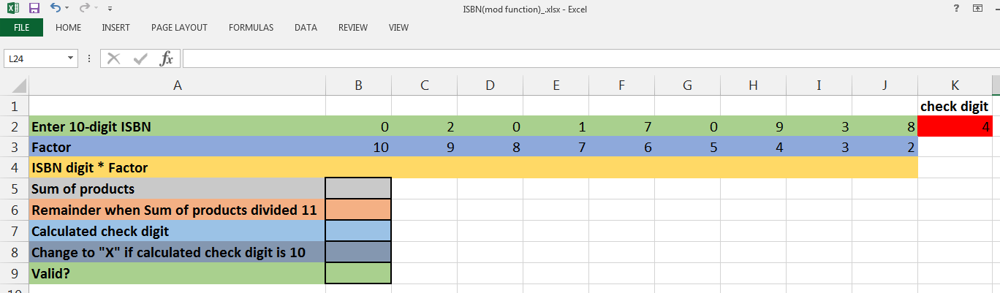 ISBN(mod function)_.xlsx - Excel
?
FILE HOME INSERT PAGE LAYOUT FORMULAS DATA REVIEW VIEW
L24 fx
A B C D E F G H I J K
1 check digit
2 Enter 10-digit ISBN 0 2 0 1 7 0 9 3 8 4
3 Factor 10 9 8 7 6 5 4 3 2
4 ISBN digit * Factor
5 Sum of products
6 Remainder when Sum of products divided 11
7 Calculated check digit
8 Change to "X" if calculated check digit is 10
9 Valid?
10